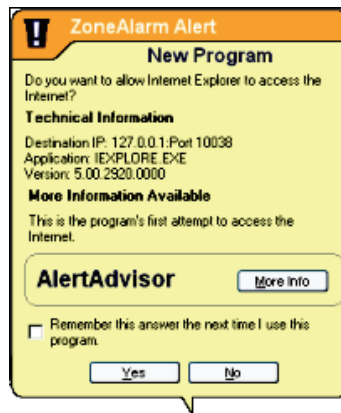 ZoneAlarm Alert
New Program
Do you want to allow Internet Explorer to access the
Internet?
Technical Information
Destination IP: 127.0.0.1:Port 10038
Application: IEXPLORE.EXE
Version: 5.00.2920.0000
More Information Available
This is the program's first attempt to access the
Internet.
AlertAdvisor
More Info
Remember this answer the next time I use this
program.
Yes No